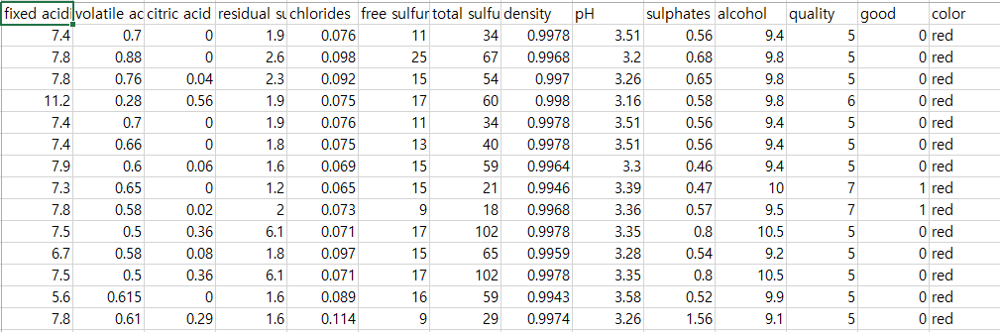 fixed acidi volatile ac citric acid residual su chlorides free sulfur total sulfu density pH sulphates alcohol quality good color
7.4 0.7 0 1.9 0.076 11 34 0.9978 3.51 0.56 9.4 5 0 red
7.8 0.88 0 2.6 0.098 25 67 0.9968 3.2 0.68 9.8 5 0 red
7.8 0.76 0.04 2.3 0.092 15 54 0.997 3.26 0.65 9.8 5 0 red
11.2 0.28 0.56 1.9 0.075 17 60 0.998 3.16 0.58 9.8 6 0 red
7.4 0.7 0 1.9 0.076 11 34 0.9978 3.51 0.56 9.4 5 0 red
7.4 0.66 0 1.8 0.075 13 40 0.9978 3.51 0.56 9.4 5 0 red
7.9 0.6 0.06 1.6 0.069 15 59 0.9964 3.3 0.46 9.4 5 0 red
7.3 0.65 0 1.2 0.065 15 21 0.9946 3.39 0.47 10 7 1 red
7.8 0.58 0.02 2 0.073 9 18 0.9968 3.36 0.57 9.5 7 1 red
7.5 0.5 0.36 6.1 0.071 17 102 0.9978 3.35 0.8 10.5 5 0 red
6.7 0.58 0.08 1.8 0.097 15 65 0.9959 3.28 0.54 9.2 5 0 red
7.5 0.5 0.36 6.1 0.071 17 102 0.9978 3.35 0.8 10.5 5 0 red
5.6 0.615 0 1.6 0.089 16 59 0.9943 3.58 0.52 9.9 5 0 red
7.8 0.61 0.29 1.6 0.114 9 29 0.9974 3.26 1.56 9.1 5 0 red